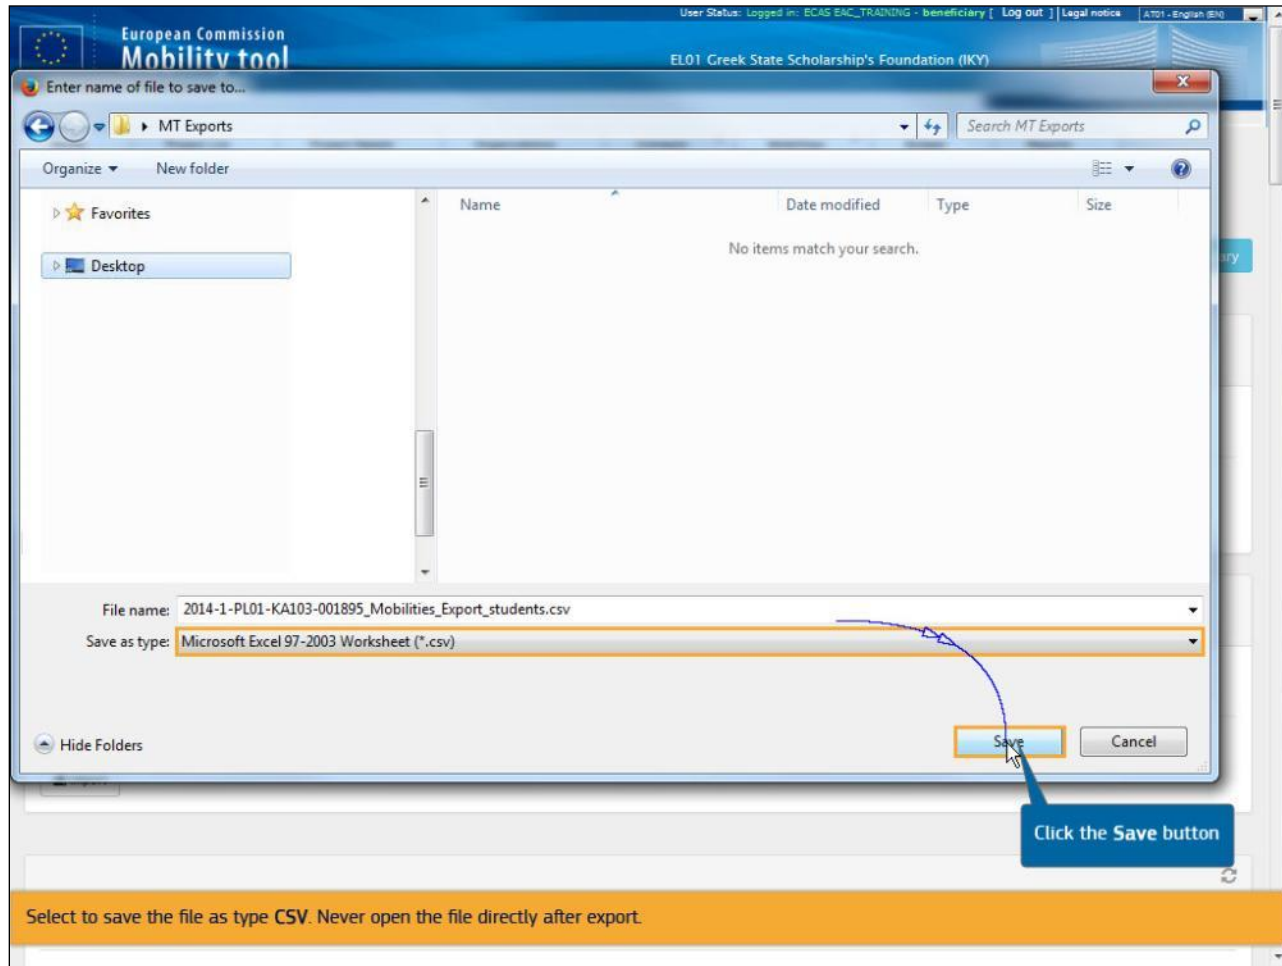 User Status: Logged in: ECAS EAC_TRAINING - beneficiary [ Log out ] | Legal notice AT01 - English (EN)
European Commission
Mobility tool
EL01 Greek State Scholarship's Foundation (IKY)
Enter name of file to save to...
MT Exports
Search MT Exports
Organize
New folder
Favorites
Desktop
Name
Date modified
Type
Size
No items match your search.
File name: 2014-1-PL01-KA103-001895_Mobilities_Export_students.csv
Save as type: Microsoft Excel 97-2003 Worksheet (*.csv)
Hide Folders
Save
Cancel
Click the Save button
Select to save the file as type CSV. Never open the file directly after export.